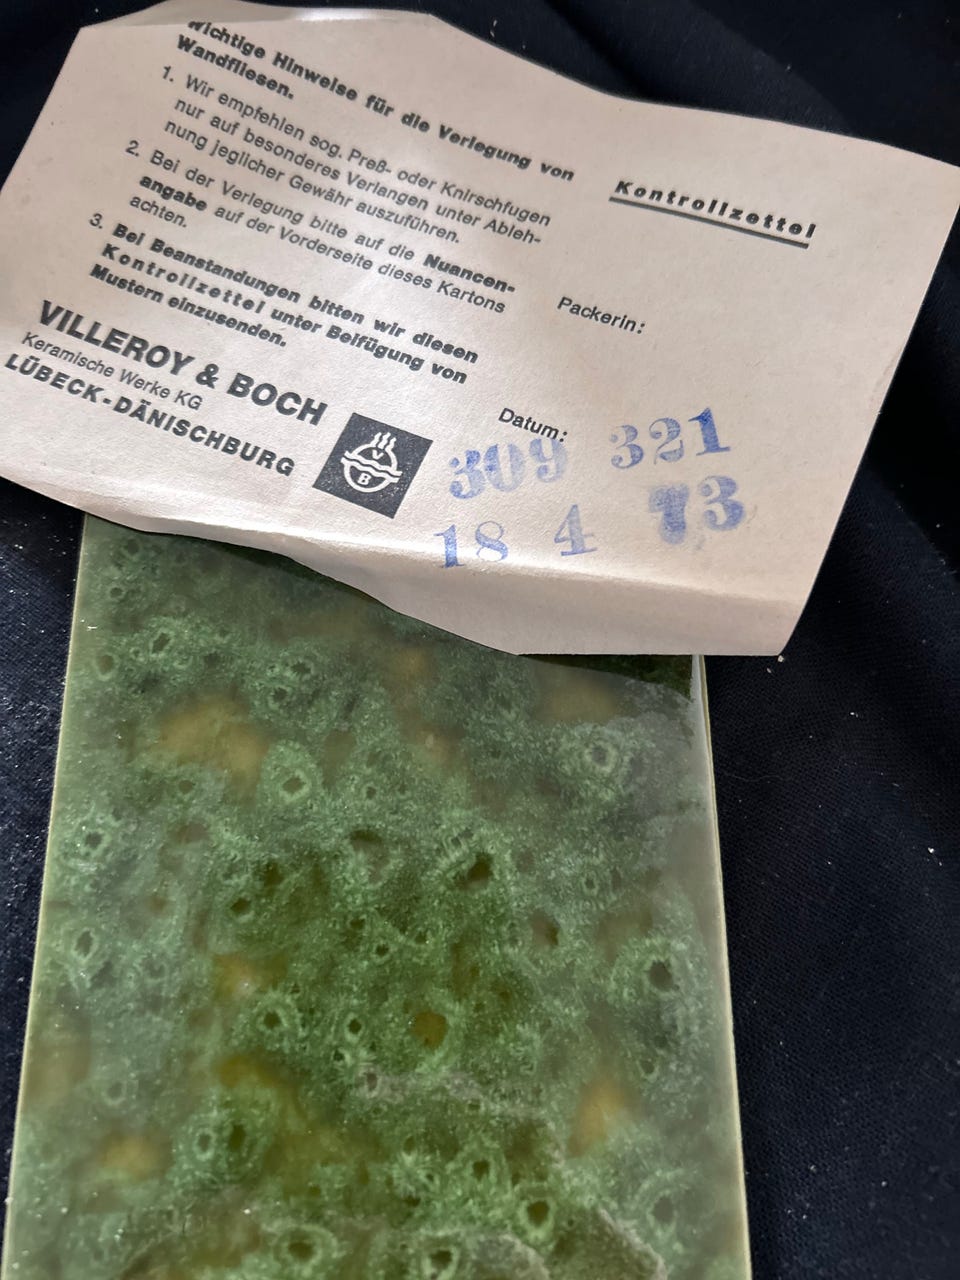 Wichtige Hinweise für die Verlegung von
Wandfliesen.
1. Wir empfehlen sog. Preß- oder Knirschfugen
nur auf besonderes Verlangen unter Ableh-
nung jeglicher Gewähr auszuführen.
2. Bei der Verlegung bitte auf die Nuancen-
angabe auf der Vorderseite dieses Kartons
achten.
3. Bei Beanstandungen bitten wir diesen
Kontrollzettel unter Beifügung von
Mustern einzusenden.
VILLEROY & BOCH
Keramische Werke KG
LÜBECK-DÄNISCHBURG
V
B
Kontrollzettel
Packerin:
Datum:
309 321
18 4 73